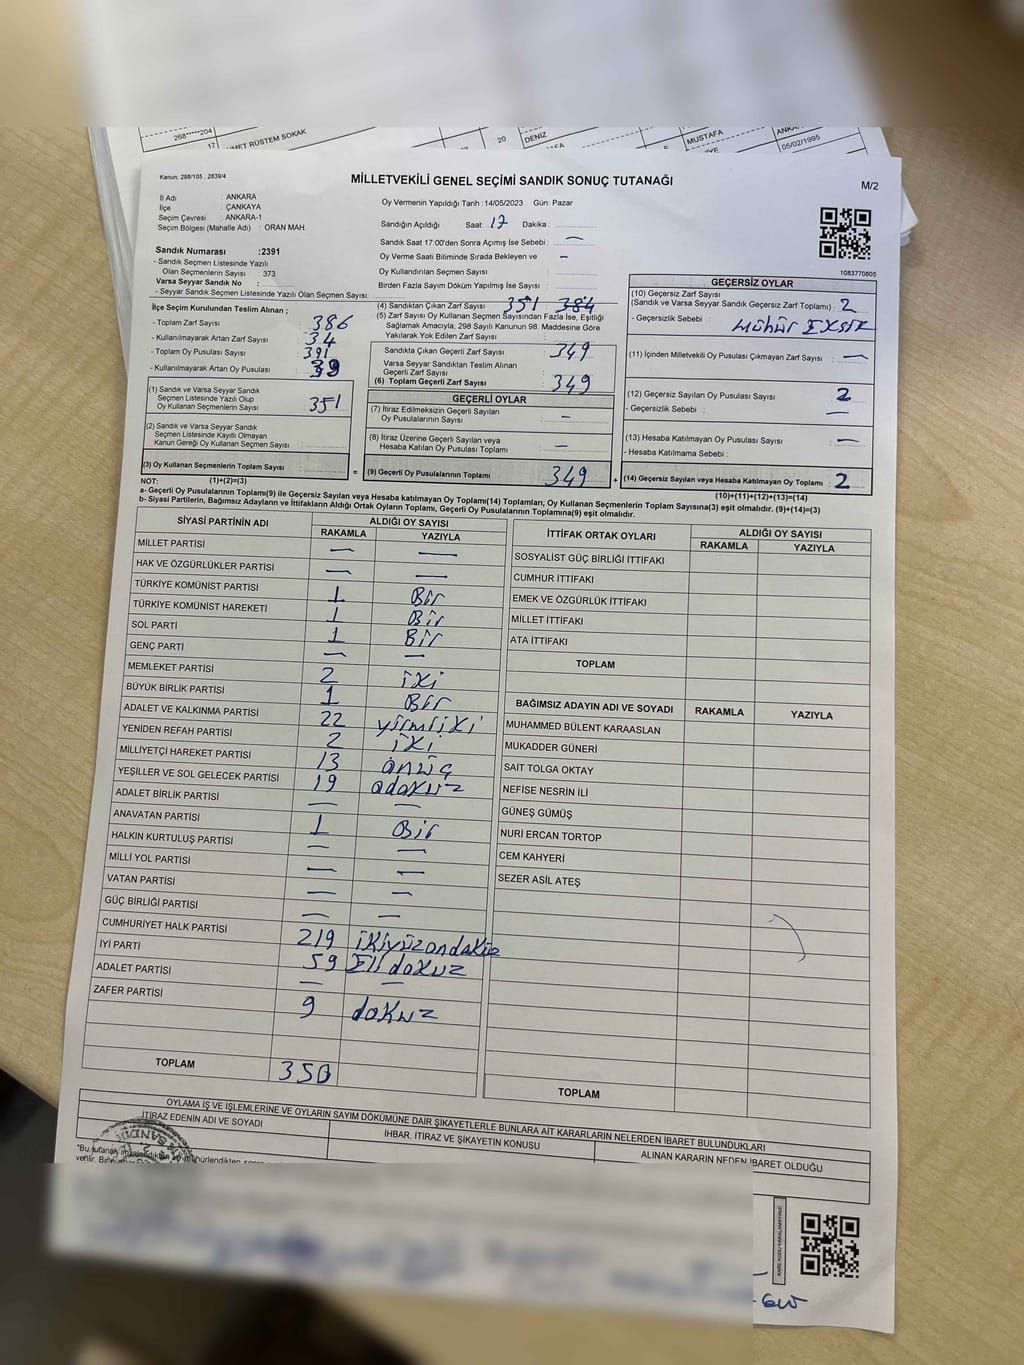 268*****204
17
MET RÜSTEM SOKAK
20
DENİZ
MUSTAFA
05/02/1995
Kanun: 298/105 , 2839/4
MİLLETVEKİLİ GENEL SEÇİMİ SANDIK SONUÇ TUTANAĞI
M/2
İl Adı : ANKARA
İlçe : ÇANKAYA
Seçim Çevresi : ANKARA-1
Seçim Bölgesi (Mahalle Adı) : ORAN MAH.
Sandık Numarası :2391
- Sandık Seçmen Listesinde Yazılı
Olan Seçmenlerin Sayısı : 373
Varsa Seyyar Sandık No :
- Seyyar Sandık Seçmen Listesinde Yazılı Olan Seçmen Sayısı:
Oy Vermenin Yapıldığı Tarih :14/05/2023 Gün: Pazar
Sandığın Açıldığı Saat: 17 Dakika:
Sandık Saat 17:00'den Sonra Açımış İse Sebebi : —
Oy Verme Saati Bitiminde Sırada Bekleyen ve –
Oy Kullandırılan Seçmen Sayısı :
Birden Fazla Sayım Döküm Yapılmış İse Sayısı :
1083770805
İlçe Seçim Kurulundan Teslim Alınan ;
- Toplam Zarf Sayısı : 386
- Kullanılmayarak Artan Zarf Sayısı : 34
- Toplam Oy Pusulası Sayısı : 391
- Kullanılmayarak Artan Oy Pusulası : 39
(1) Sandık ve Varsa Seyyar Sandık
Seçmen Listesinde Yazılı Olup
Oy Kullanan Seçmenlerin Sayısı : 351
(2) Sandık ve Varsa Seyyar Sandık
Seçmen Listesinde Kayıtlı Olmayan
Kanun Gereği Oy Kullanan Seçmen Sayısı :
(3) Oy Kullanan Seçmenlerin Toplam Sayısı :
(4) Sandıktan Çıkan Zarf Sayısı : 351 384
(5) Zarf Sayısı Oy Kullanan Seçmen Sayısından Fazla İse, Eşitliği
Sağlamak Amacıyla, 298 Sayılı Kanunun 98. Maddesine Göre
Yakılarak Yok Edilen Zarf Sayısı :
Sandıkta Çıkan Geçerli Zarf Sayısı : 349
Varsa Seyyar Sandıktan Teslim Alınan
Geçerli Zarf Sayısı :
(6) Toplam Geçerli Zarf Sayısı : 349
GEÇERLİ OYLAR
(7) İtiraz Edilmeksizin Geçerli Sayılan
Oy Pusulalarının Sayısı : –
(8) İtiraz Üzerine Geçerli Sayılan veya
Hesaba Katılan Oy Pusulası Toplamı : –
= (9) Geçerli Oy Pusulalarının Toplamı : 349 +
GEÇERSİZ OYLAR
(10) Geçersiz Zarf Sayısı
(Sandık ve Varsa Seyyar Sandık Geçersiz Zarf Toplamı) : 2
- Geçersizlik Sebebi : Mühür EKSİK
(11) İçinden Milletvekili Oy Pusulası Çıkmayan Zarf Sayısı : —
(12) Geçersiz Sayılan Oy Pusulası Sayısı : 2
- Geçersizlik Sebebi : —
(13) Hesaba Katılmayan Oy Pusulası Sayısı : —
- Hesaba Katılmama Sebebi :
(14) Geçersiz Sayılan veya Hesaba Katılmayan Oy Toplamı : 2
NOT: (1)+(2)=(3)
(10)+(11)+(12)+(13)=(14)
a- Geçerli Oy Pusulalarının Toplamı(9) ile Geçersiz Sayılan veya Hesaba katılmayan Oy Toplamı(14) Toplamları, Oy Kullanan Seçmenlerin Toplam Sayısına(3) eşit olmalıdır. (9)+(14)=(3)
b- Siyasi Partilerin, Bağımsız Adayların ve İttifakların Aldığı Ortak Oyların Toplamı, Geçerli Oy Pusulalarının Toplamına(9) eşit olmalıdır.
SİYASİ PARTİNİN ADI ALDIĞI OY SAYISI
RAKAMLA YAZIYLA
MİLLET PARTİSİ — —
HAK VE ÖZGÜRLÜKLER PARTİSİ — —
TÜRKİYE KOMÜNİST PARTİSİ 1 Bir
TÜRKİYE KOMÜNİST HAREKETİ 1 Bir
SOL PARTİ 1 Bir
GENÇ PARTİ — —
MEMLEKET PARTİSİ 2 iki
BÜYÜK BİRLİK PARTİSİ 1 Bir
ADALET VE KALKINMA PARTİSİ 22 yirmiiki
YENİDEN REFAH PARTİSİ 2 iki
MİLLİYETÇİ HAREKET PARTİSİ 13 onüç
YEŞİLLER VE SOL GELECEK PARTİSİ 19 odokuz
ADALET BİRLİK PARTİSİ — —
ANAVATAN PARTİSİ 1 Bir
HALKIN KURTULUŞ PARTİSİ — —
MİLLİ YOL PARTİSİ — —
VATAN PARTİSİ — —
GÜÇ BİRLİĞİ PARTİSİ — —
CUMHURİYET HALK PARTİSİ 219 ikiyüzondokuz
İYİ PARTİ 59 Ellidokuz
ADALET PARTİSİ — —
ZAFER PARTİSİ 9 dokuz
TOPLAM 350
İTTİFAK ORTAK OYLARI ALDIĞI OY SAYISI
RAKAMLA YAZIYLA
SOSYALİST GÜÇ BİRLİĞİ İTTİFAKI
CUMHUR İTTİFAKI
EMEK VE ÖZGÜRLÜK İTTİFAKI
MİLLET İTTİFAKI
ATA İTTİFAKI
TOPLAM
BAĞIMSIZ ADAYIN ADI VE SOYADI RAKAMLA YAZIYLA
MUHAMMED BÜLENT KARAASLAN
MUKADDER GÜNERİ
SAİT TOLGA OKTAY
NEFİSE NESRİN İLİ
GÜNEŞ GÜMÜŞ
NURİ ERCAN TORTOP
CEM KAHYERİ
SEZER ASİL ATEŞ
TOPLAM
OYLAMA İŞ VE İŞLEMLERİNE VE OYLARIN SAYIM DÖKÜMÜNE DAİR ŞİKAYETLERLE BUNLARA AİT KARARLARIN NELERDEN İBARET BULUNDUKLARI
İTİRAZ EDENİN ADI VE SOYADI
İHBAR, İTİRAZ VE ŞİKAYETİN KONUSU
ALINAN KARARIN NEDEN İBARET OLDUĞU